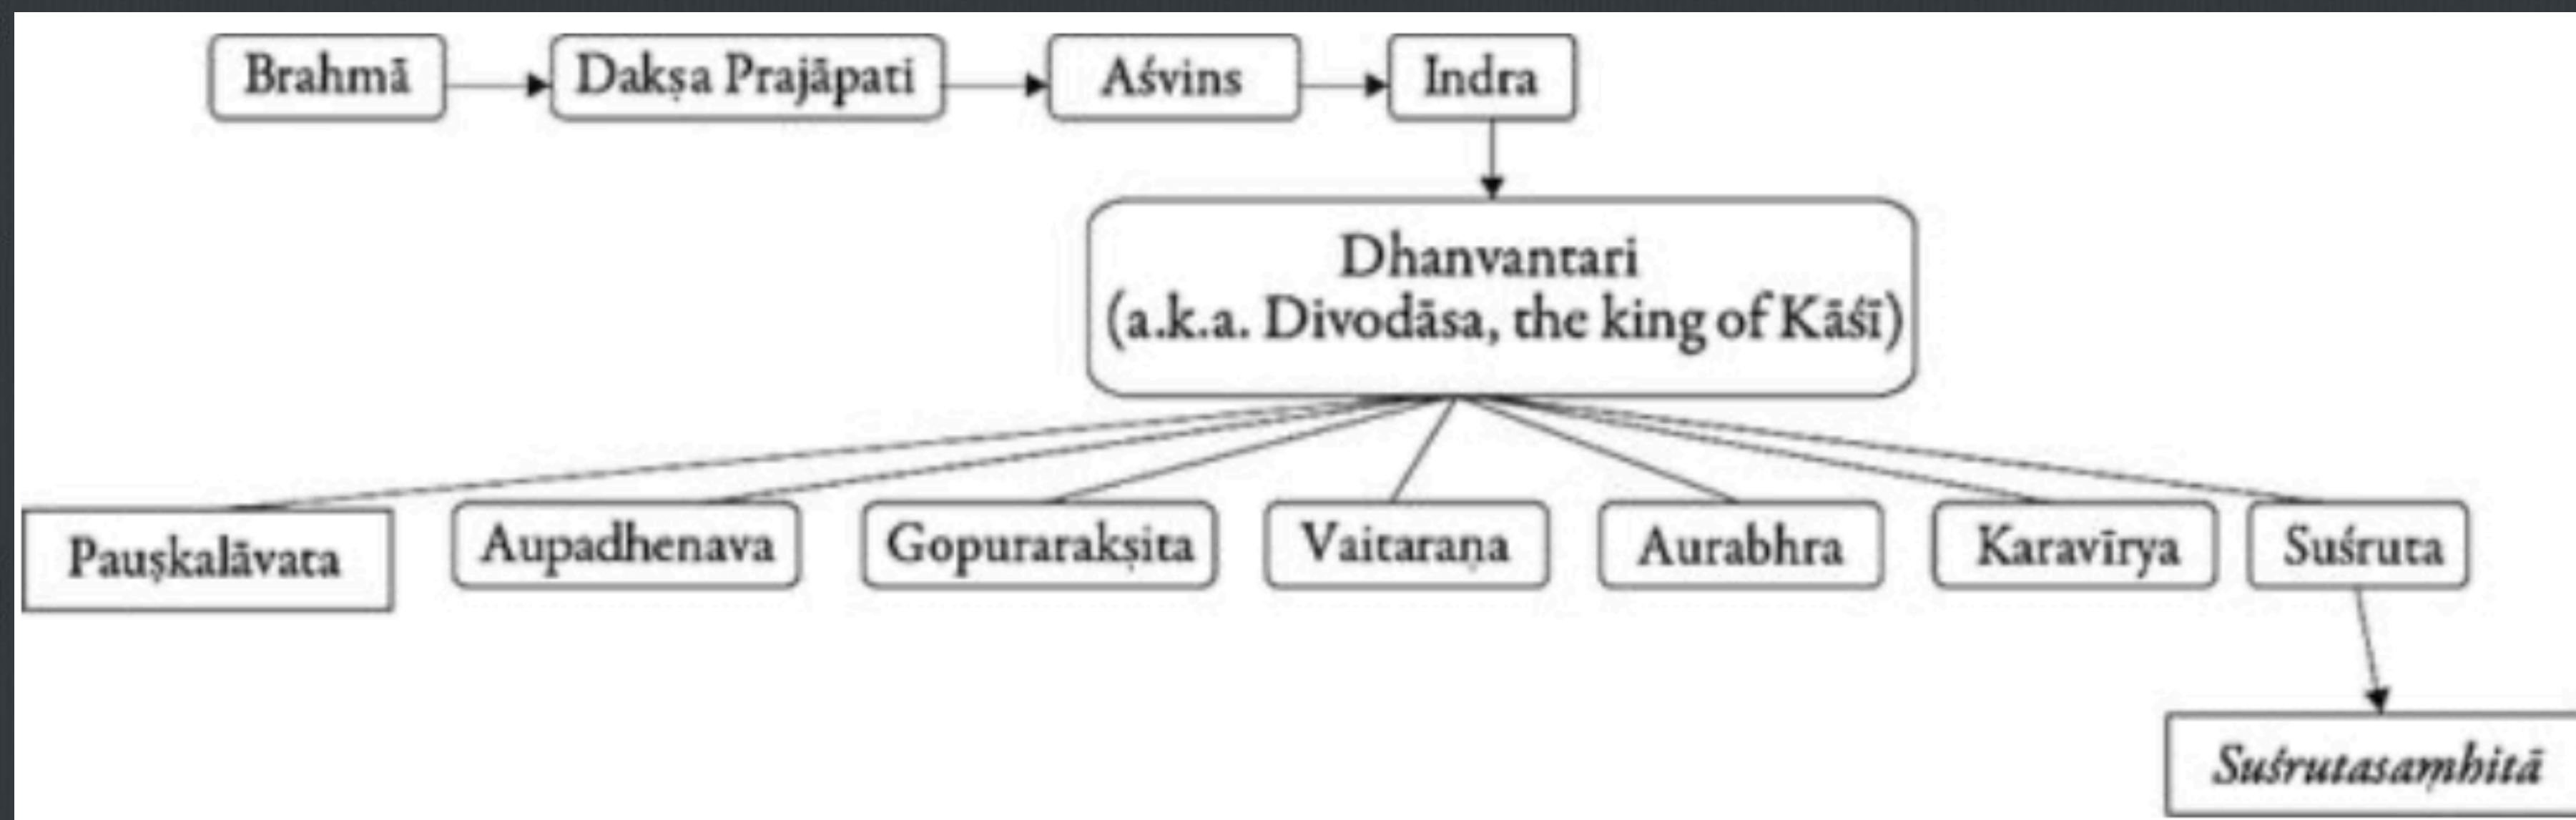 Brahmā
Dakṣa Prajāpati
Aśvins
Indra
Dhanvantari
(a.k.a. Divodāsa, the king of Kāśī)
Pauṣkalāvata
Aupadhenava
Gopurarakṣita
Vaitaraṇa
Aurabhra
Karavīrya
Suśruta
Suśrutasaṃhitā